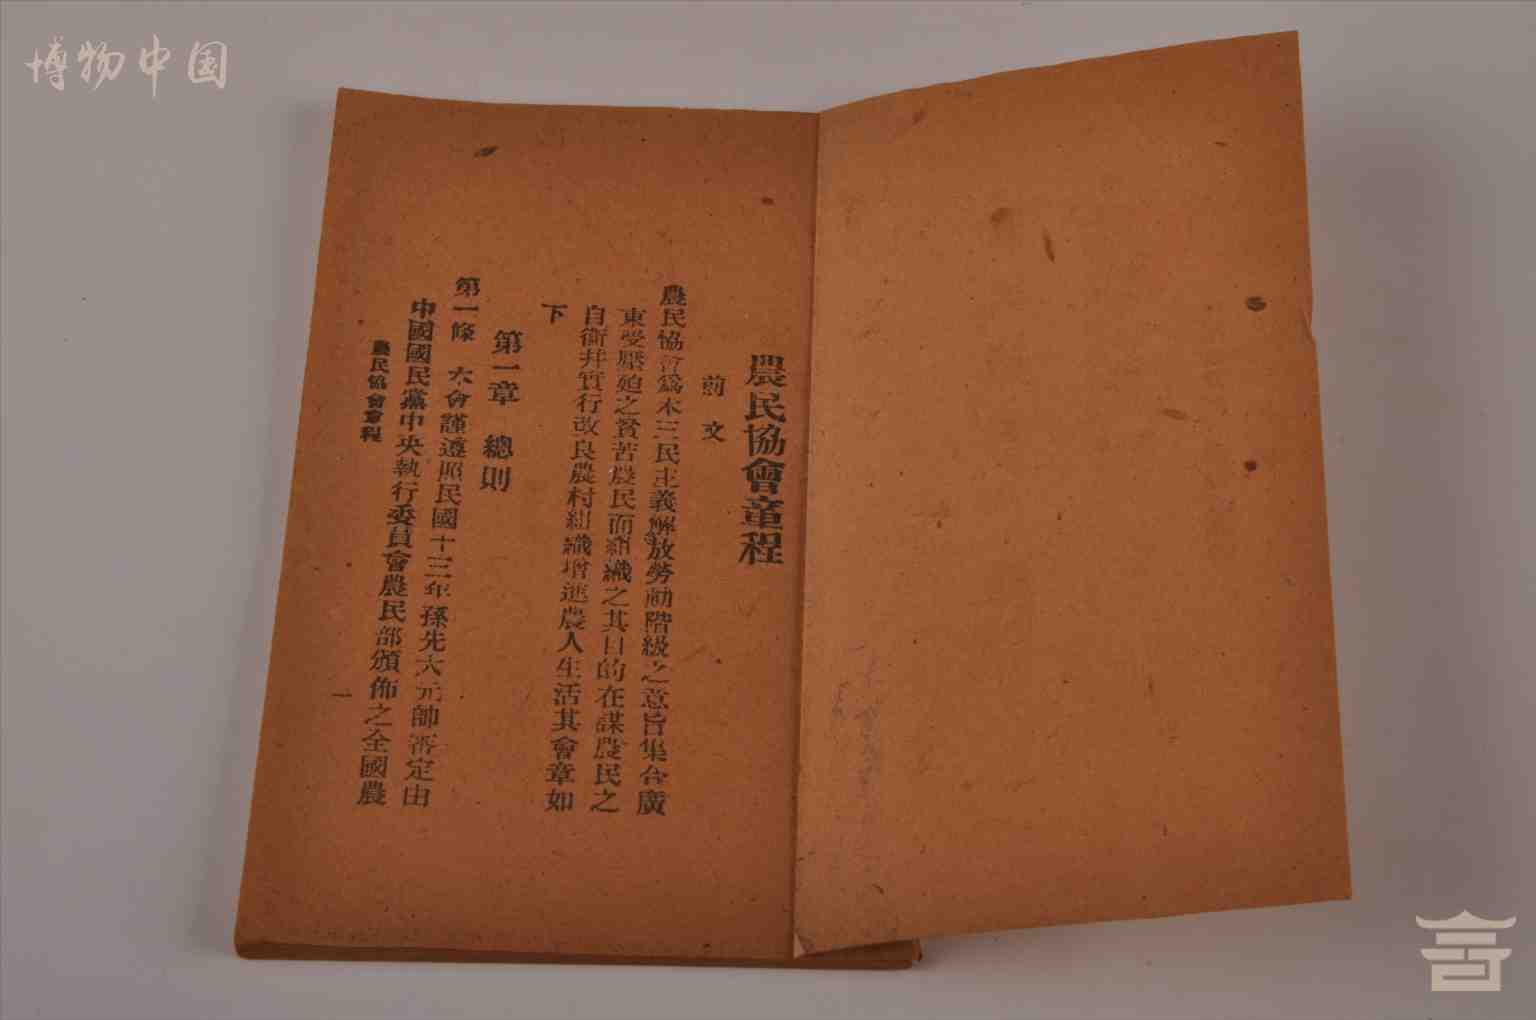 博物中国
農民協會章程
前文
農民協會爲本三民主義解放勞動階級之意旨集合廣
東受壓廹之貧苦農民而組織之其目的在謀農民之
自衛并實行改良農村組織增進農人生活其會章如
下
第一章 總則
第一條 本會謹遵照民國十三年孫先大元帥審定由
中國國民黨中央執行委員會農民部頒佈之全國農
農民協會章程
一